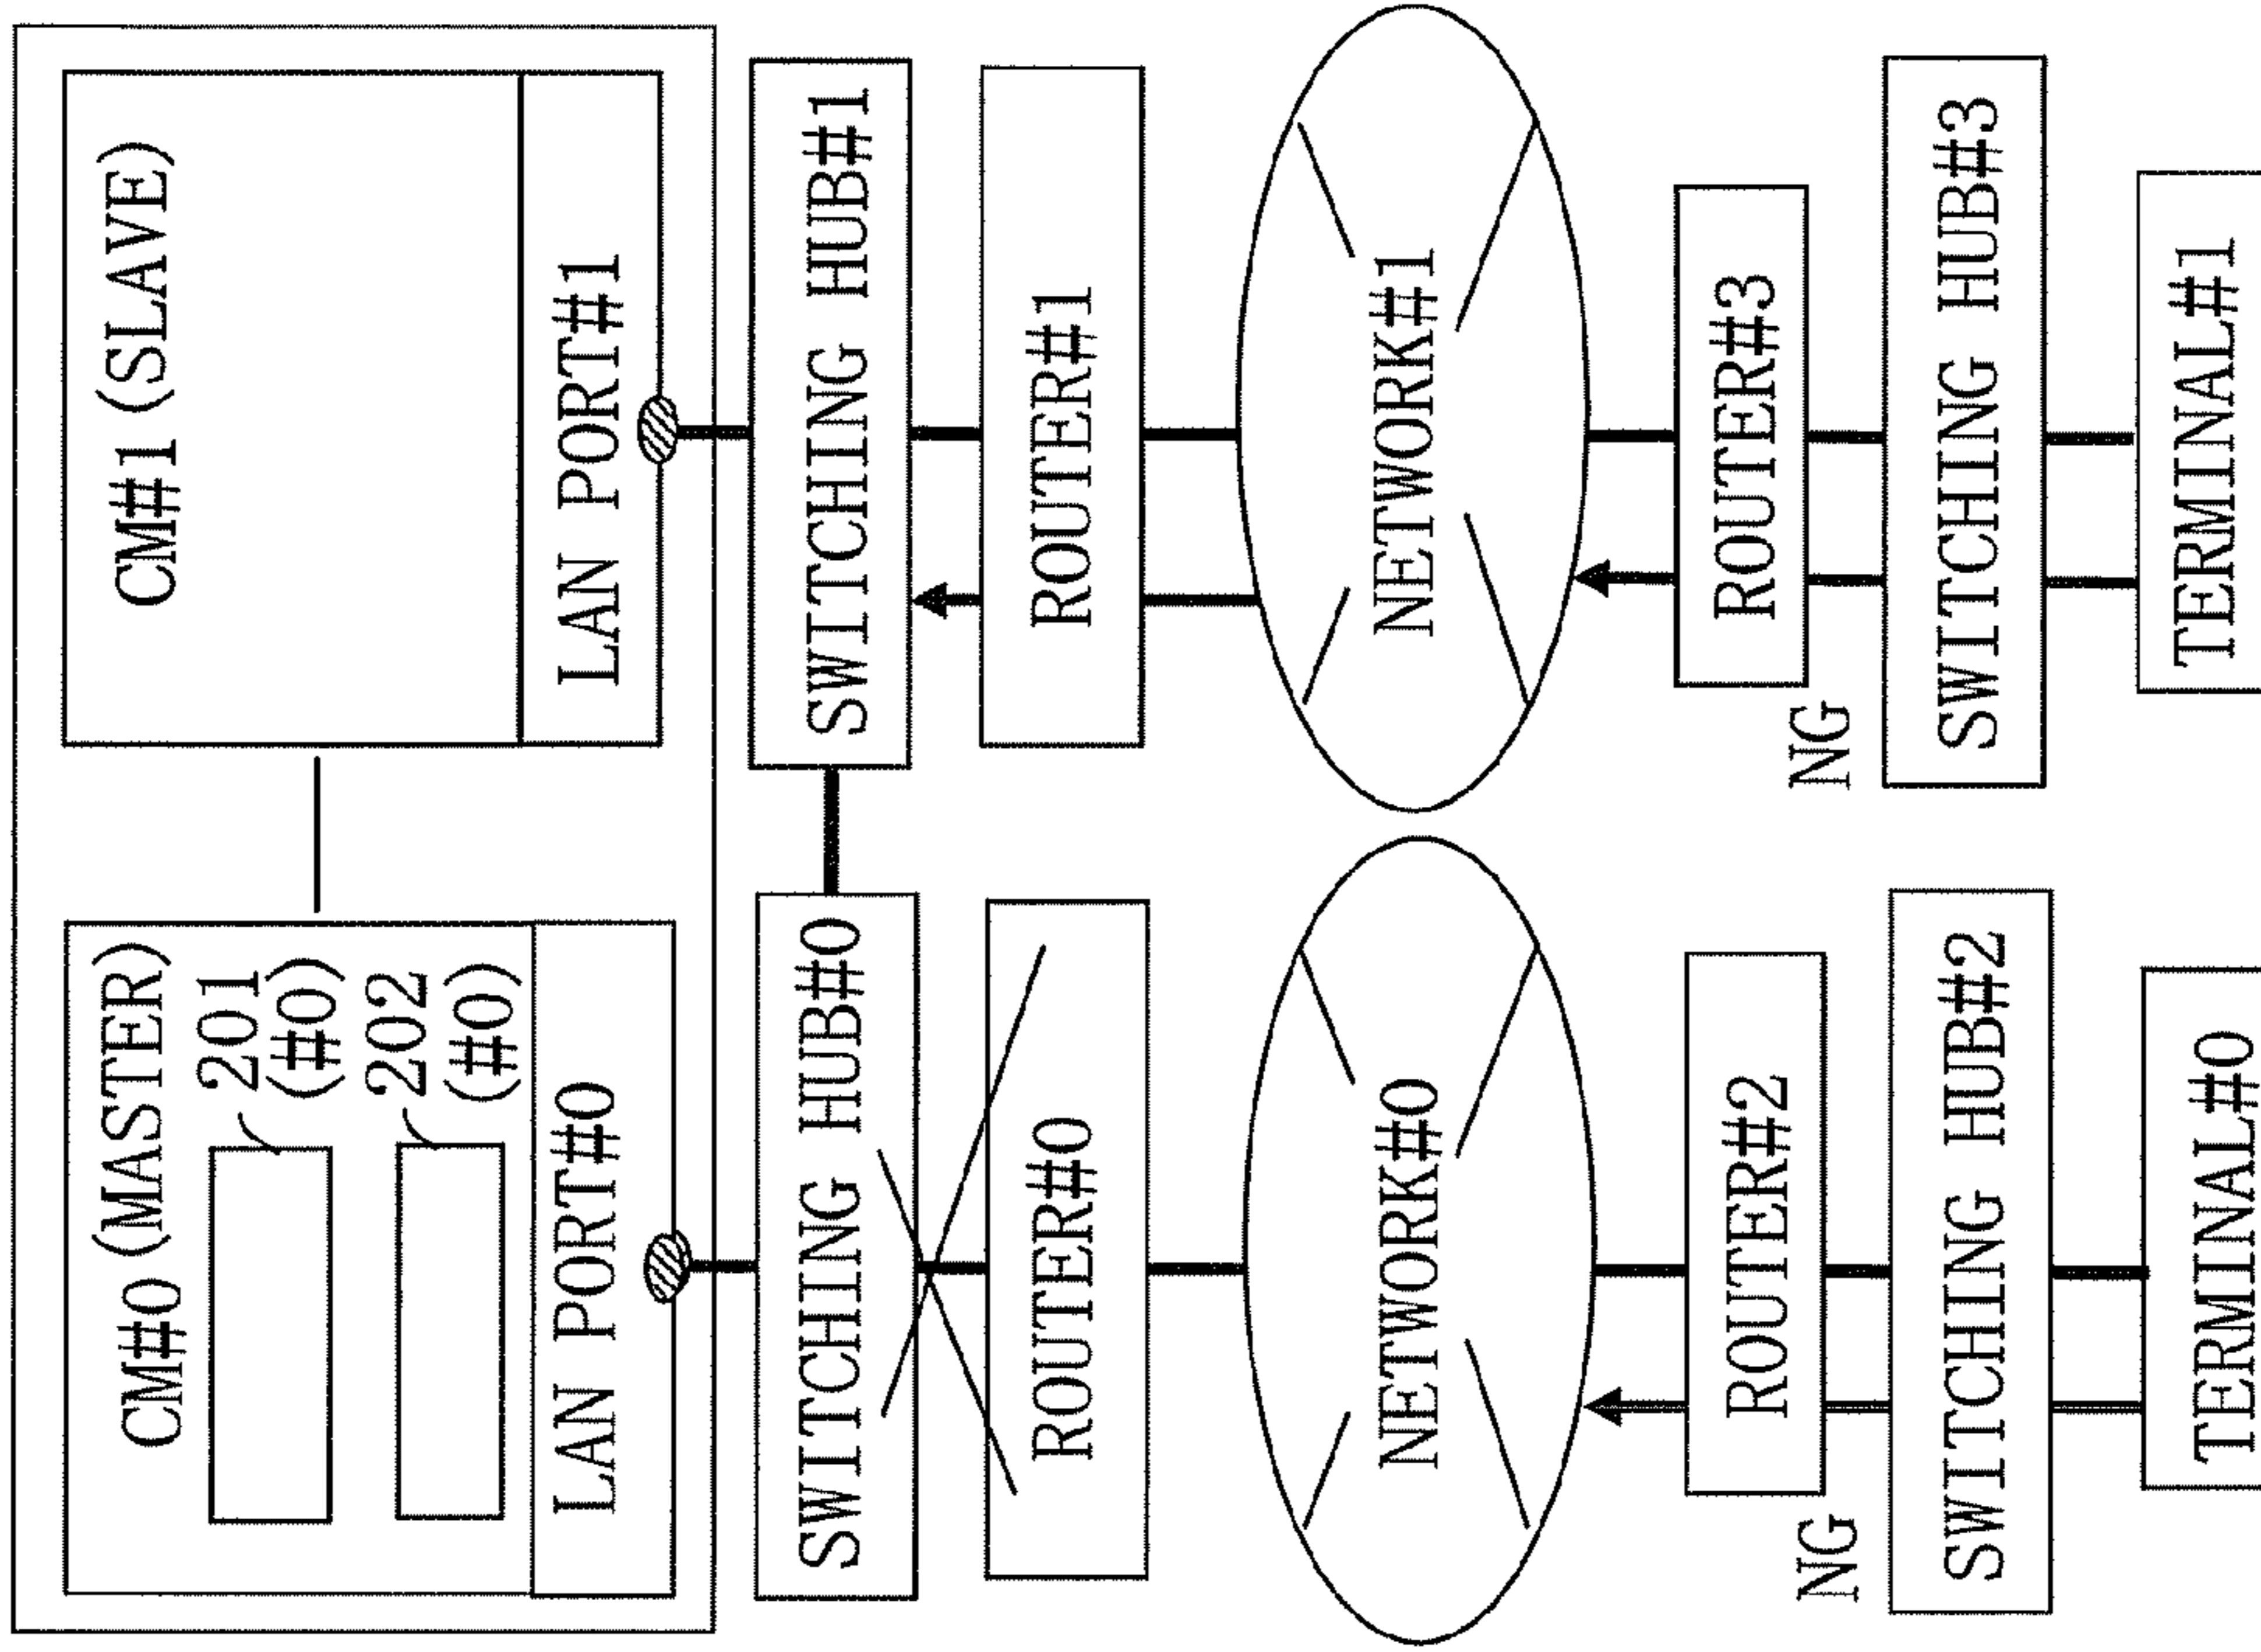 CM#0 (MASTER)
201
(#0)
202
(#0)
LAN PORT#0
CM#1 (SLAVE)
LAN PORT#1
SWITCHING HUB#0
SWITCHING HUB#1
ROUTER#0
ROUTER#1
NETWORK#0
NETWORK#1
ROUTER#2
ROUTER#3
NG
NG
SWITCHING HUB#2
SWITCHING HUB#3
TERMINAL#0
TERMINAL#1